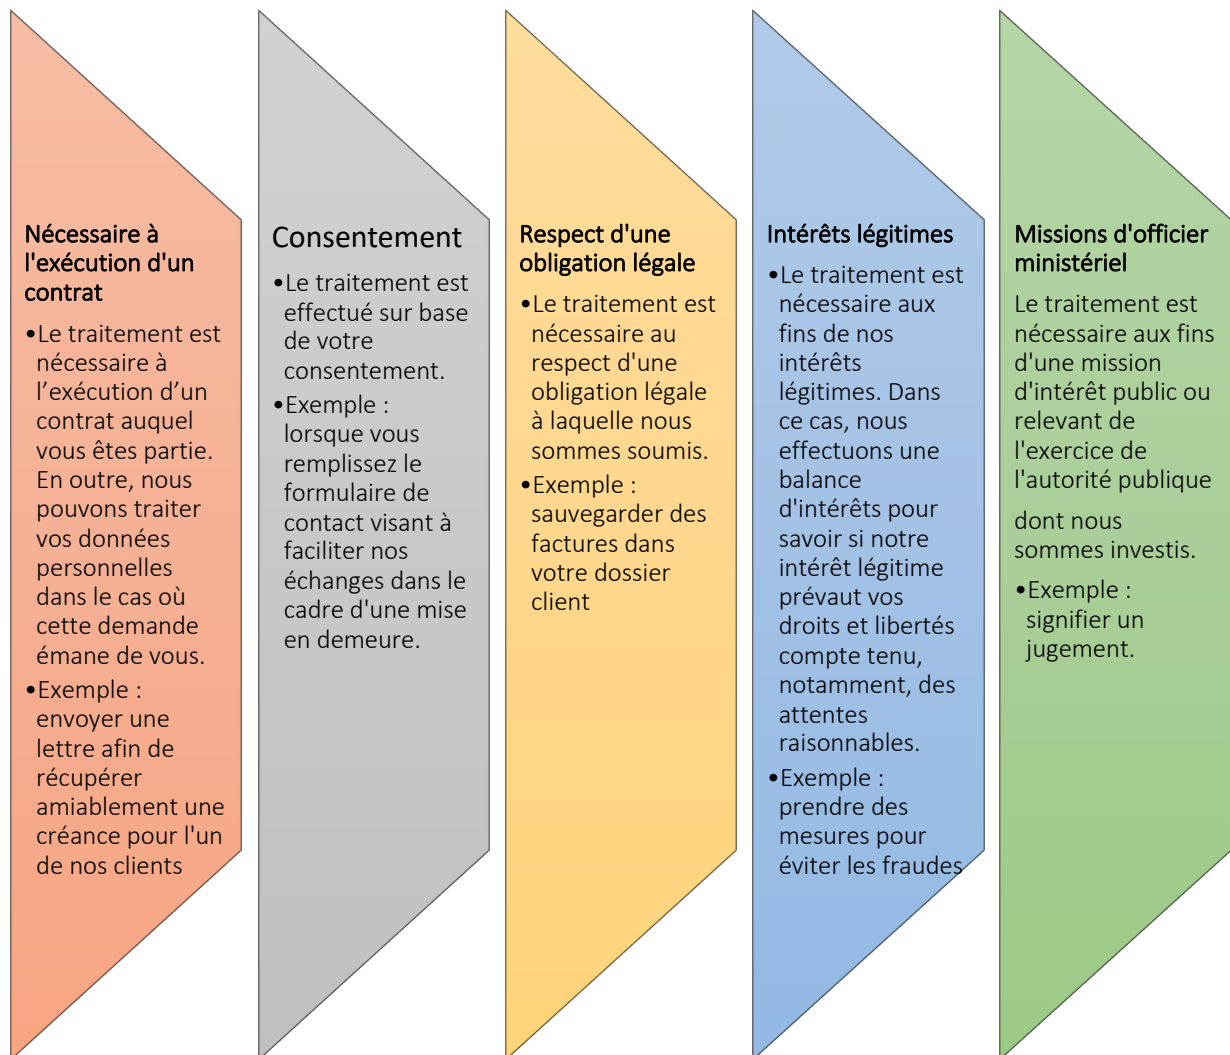 Nécessaire à
l'exécution d'un
contrat
•Le traitement est
nécessaire à
l’exécution d’un
contrat auquel
vous êtes partie.
En outre, nous
pouvons traiter
vos données
personnelles
dans le cas où
cette demande
émane de vous.
•Exemple :
envoyer une
lettre afin de
récupérer
amiablement une
créance pour l'un
de nos clients
Consentement
•Le traitement est
effectué sur base
de votre
consentement.
•Exemple :
lorsque vous
remplissez le
formulaire de
contact visant à
faciliter nos
échanges dans le
cadre d'une mise
en demeure.
Respect d'une
obligation légale
•Le traitement est
nécessaire au
respect d'une
obligation légale
à laquelle nous
sommes soumis.
•Exemple :
sauvegarder des
factures dans
votre dossier
client
Intérêts légitimes
•Le traitement est
nécessaire aux
fins de nos
intérêts
légitimes. Dans
ce cas, nous
effectuons une
balance
d'intérêts pour
savoir si notre
intérêt légitime
prévaut vos
droits et libertés
compte tenu,
notamment, des
attentes
raisonnables.
•Exemple :
prendre des
mesures pour
éviter les fraudes
Missions d'officier
ministériel
Le traitement est
nécessaire aux fins
d'une mission
d'intérêt public ou
relevant de
l'exercice de
l'autorité publique
dont nous
sommes investis.
•Exemple :
signifier un
jugement.